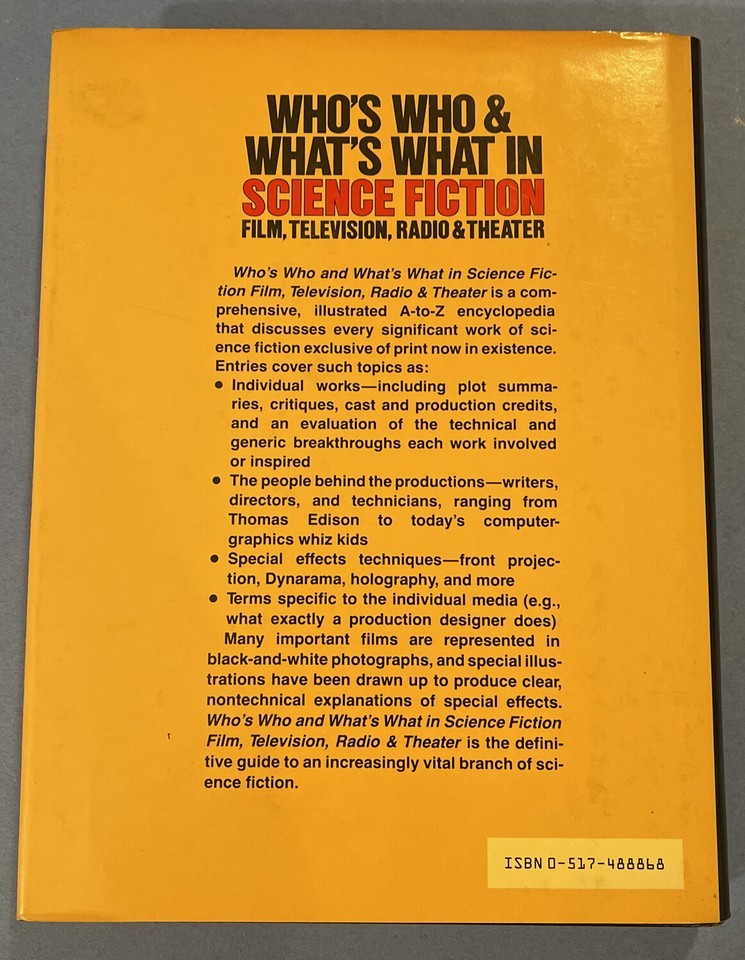 WHO'S WHO &
WHAT'S WHAT IN
SCIENCE FICTION
FILM, TELEVISION, RADIO & THEATER
Who's Who and What's What in Science Fic-
tion Film, Television, Radio & Theater is a com-
prehensive, illustrated A-to-Z encyclopedia
that discusses every significant work of sci-
ence fiction exclusive of print now in existence.
Entries cover such topics as:
● Individual works—including plot summa-
ries, critiques, cast and production credits,
and an evaluation of the technical and
generic breakthroughs each work involved
or inspired
● The people behind the productions—writers,
directors, and technicians, ranging from
Thomas Edison to today's computer-
graphics whiz kids
● Special effects techniques—front projec-
tion, Dynarama, holography, and more
● Terms specific to the individual media (e.g.,
what exactly a production designer does)
Many important films are represented in
black-and-white photographs, and special illus-
trations have been drawn up to produce clear,
nontechnical explanations of special effects.
Who's Who and What's What in Science Fiction
Film, Television, Radio & Theater is the defini-
tive guide to an increasingly vital branch of sci-
ence fiction.
ISBN 0-517-488868